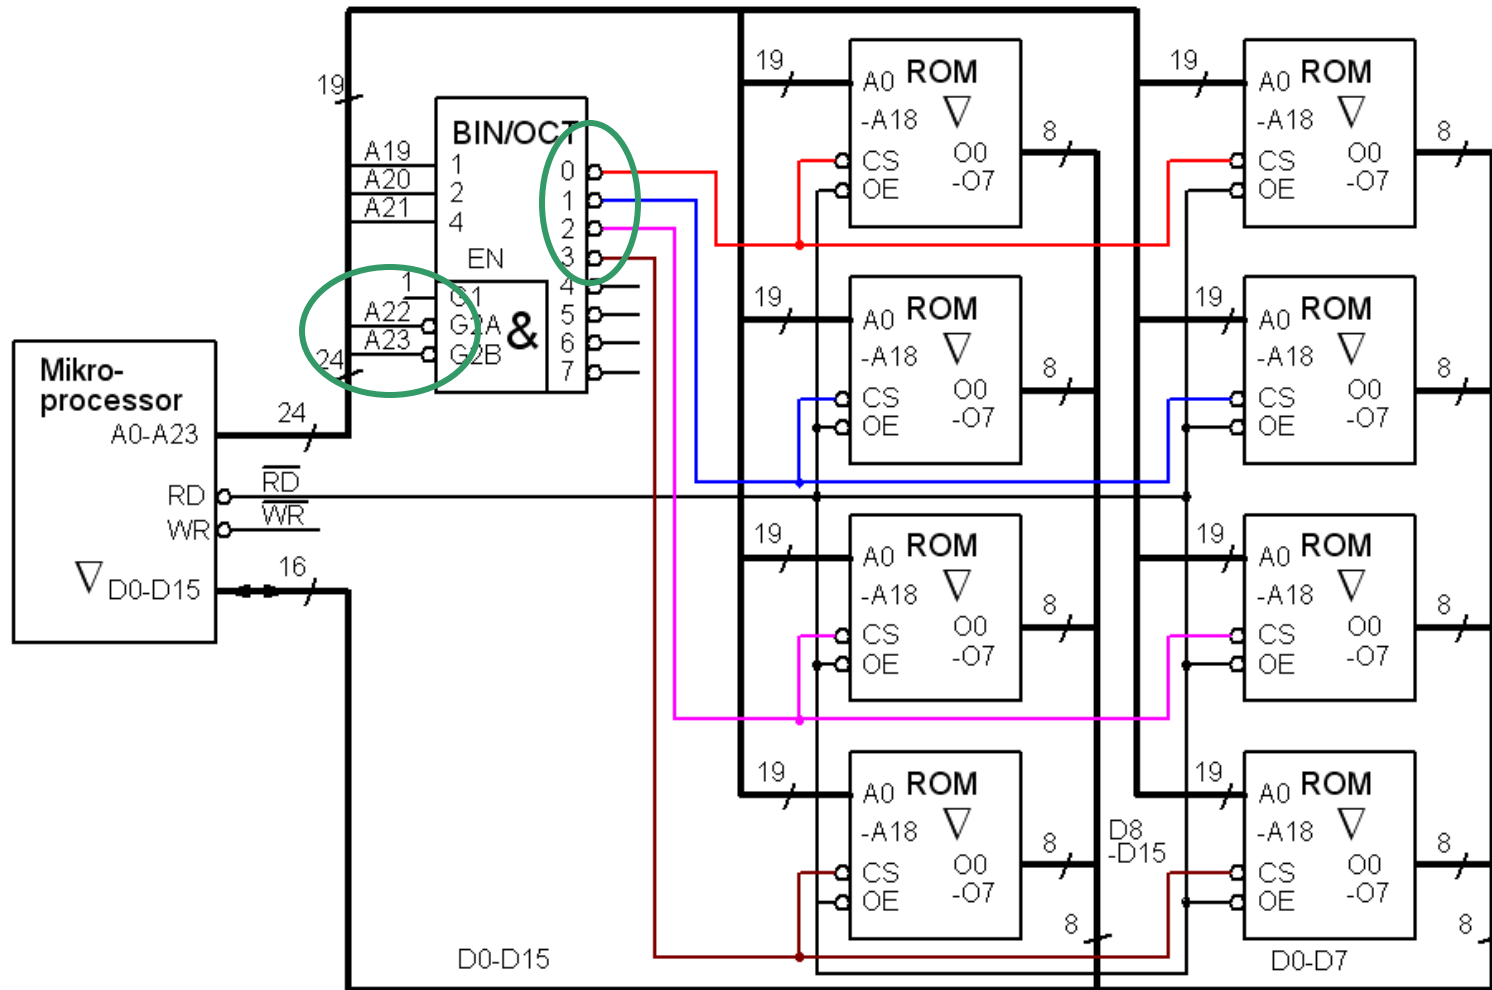 19
BIN/OCT
A19
1
A20
2
A21
4
EN
0
1
2
3
4
5
6
7
1
G1
A22
G2A
A23
G2B
&
24
Mikro-
processor
A0-A23
24
RD
RD
WR
WR
D0-D15
16
19
A0 ROM
-A18
CS
OE
O0
-O7
8
19
A0 ROM
-A18
CS
OE
O0
-O7
8
19
A0 ROM
-A18
CS
OE
O0
-O7
8
19
A0 ROM
-A18
CS
OE
O0
-O7
8
19
A0 ROM
-A18
CS
OE
O0
-O7
8
19
A0 ROM
-A18
CS
OE
O0
-O7
8
19
A0 ROM
-A18
CS
OE
O0
-O7
8
19
A0 ROM
-A18
CS
OE
O0
-O7
8
D8
-D15
8
8
D0-D15
D0-D7